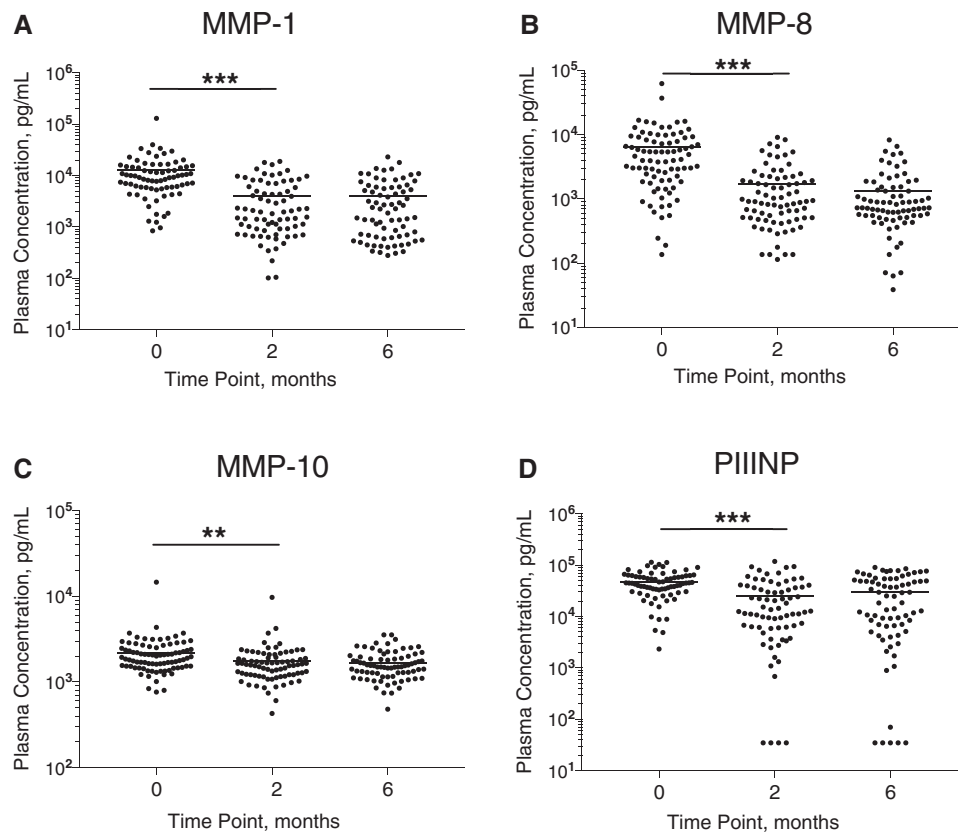 A MMP-1
Plasma Concentration, pg/mL
10⁶
10⁵
10⁴
10³
10²
10¹
***
0 2 6
Time Point, months
B MMP-8
Plasma Concentration, pg/mL
10⁵
10⁴
10³
10²
10¹
***
0 2 6
Time Point, months
C MMP-10
Plasma Concentration, pg/mL
10⁵
10⁴
10³
10²
**
0 2 6
Time Point, months
D PIIINP
Plasma Concentration, pg/mL
10⁶
10⁵
10⁴
10³
10²
10¹
***
0 2 6
Time Point, months